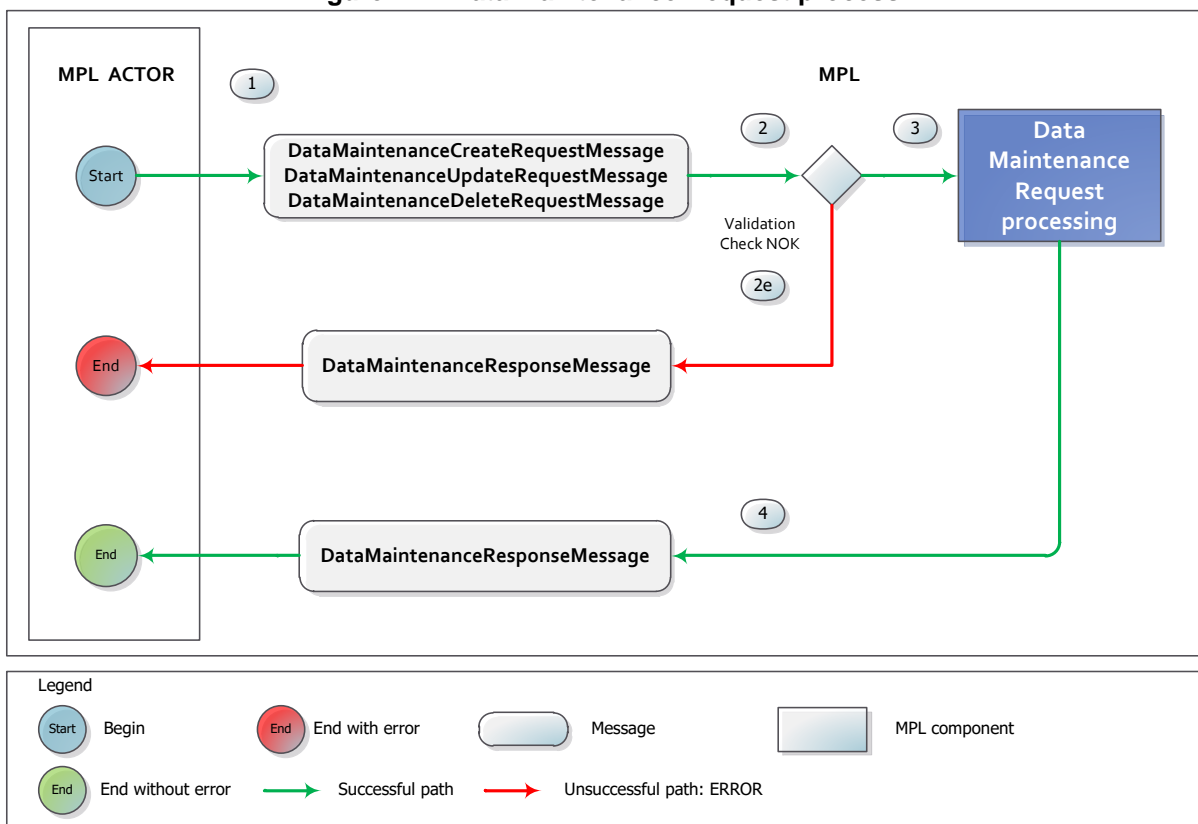 MPL ACTOR
1
MPL
2
3
Start
DataMaintenanceCreateRequestMessage
DataMaintenanceUpdateRequestMessage
DataMaintenanceDeleteRequestMessage
Data
Maintenance
Request
processing
Validation
Check NOK
2e
End
DataMaintenanceResponseMessage
4
End
DataMaintenanceResponseMessage
Legend
Start
Begin
End
End with error
Message
MPL component
End
End without error
Successful path
Unsuccessful path: ERROR